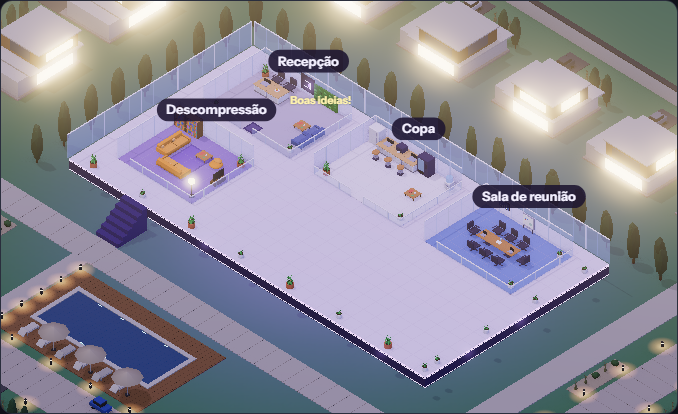 Recepção
Boas ideias!
Descompressão
Copa
Sala de reunião